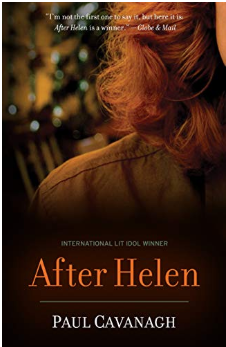 "I'm not the first one to say it, but here it is:
After Helen is a winner." —Globe & Mail
INTERNATIONAL LIT IDOL WINNER
After Helen
PAUL CAVANAGH